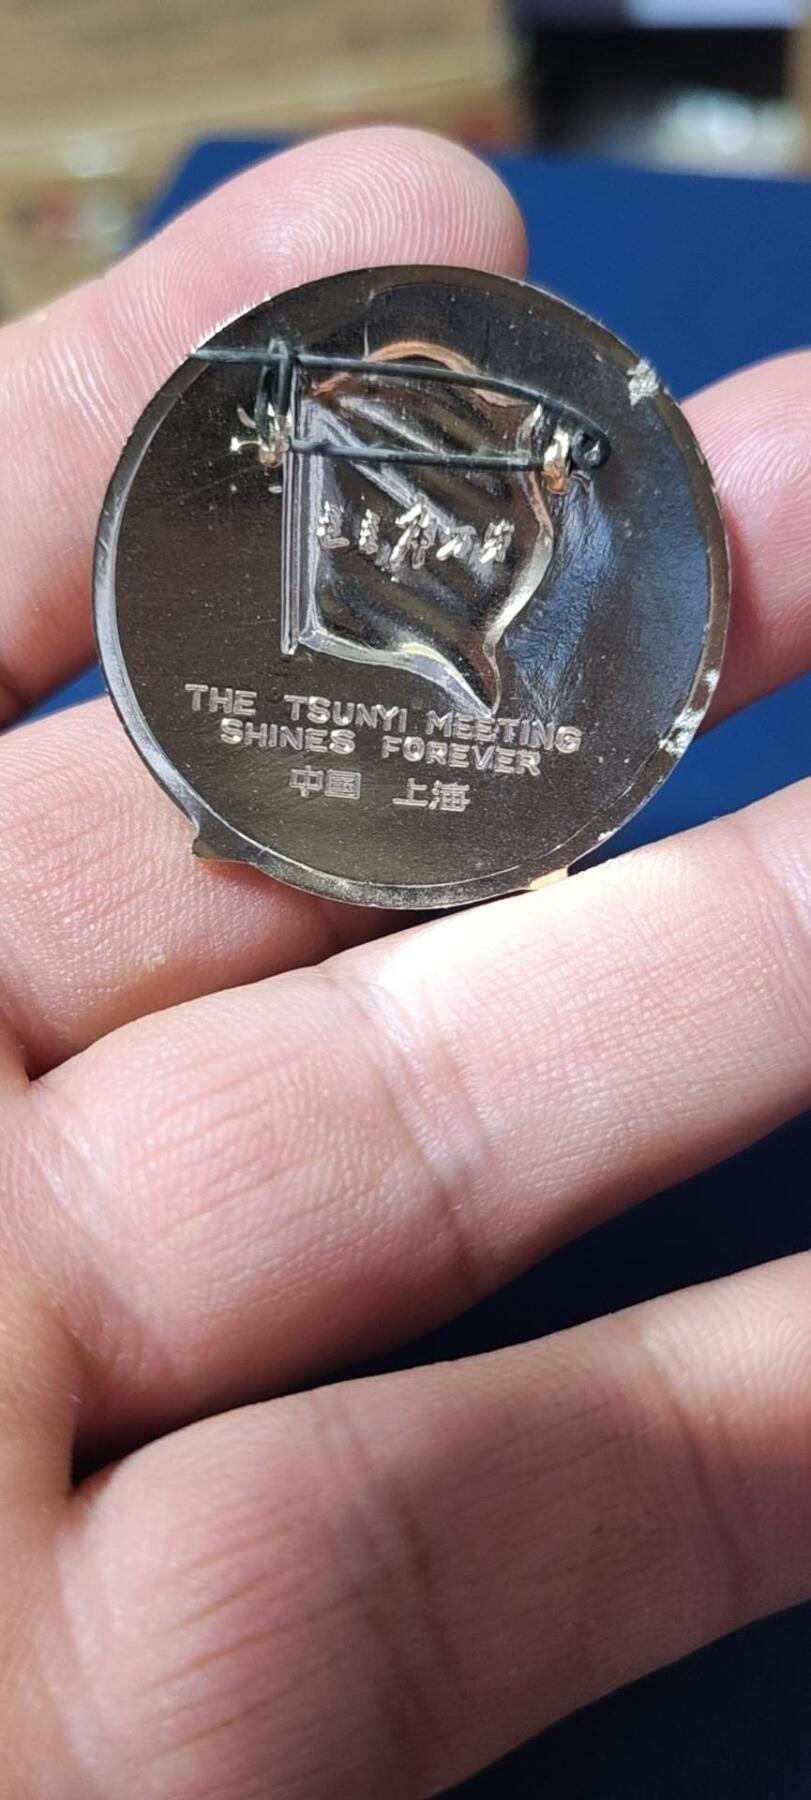 THE TSUNYI MEETING
SHINES FOREVER
中国 上海